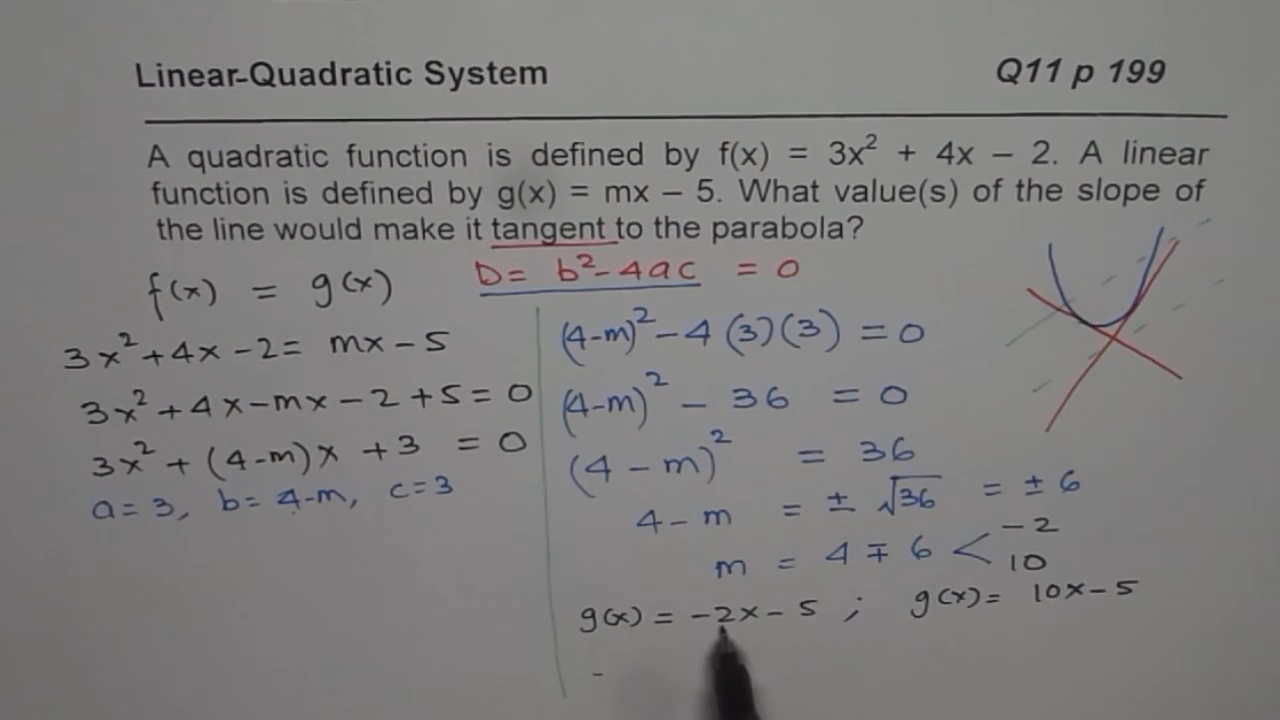 Linear-Quadratic System
Q11 p 199
A quadratic function is defined by f(x) = 3x² + 4x – 2. A linear
function is defined by g(x) = mx – 5. What value(s) of the slope of
the line would make it tangent to the parabola?
f(x) = g(x)
3x² + 4x - 2 = mx - 5
3x² + 4x - mx - 2 + 5 = 0
3x² + (4-m)x + 3 = 0
a = 3, b = 4-m, c = 3
D = b² - 4ac = 0
(4-m)² - 4(3)(3) = 0
(4-m)² - 36 = 0
(4-m)² = 36
4-m = ± √36 = ± 6
m = 4 ∓ 6 < -2
10
g(x) = -2x - 5 ; g(x) = 10x - 5